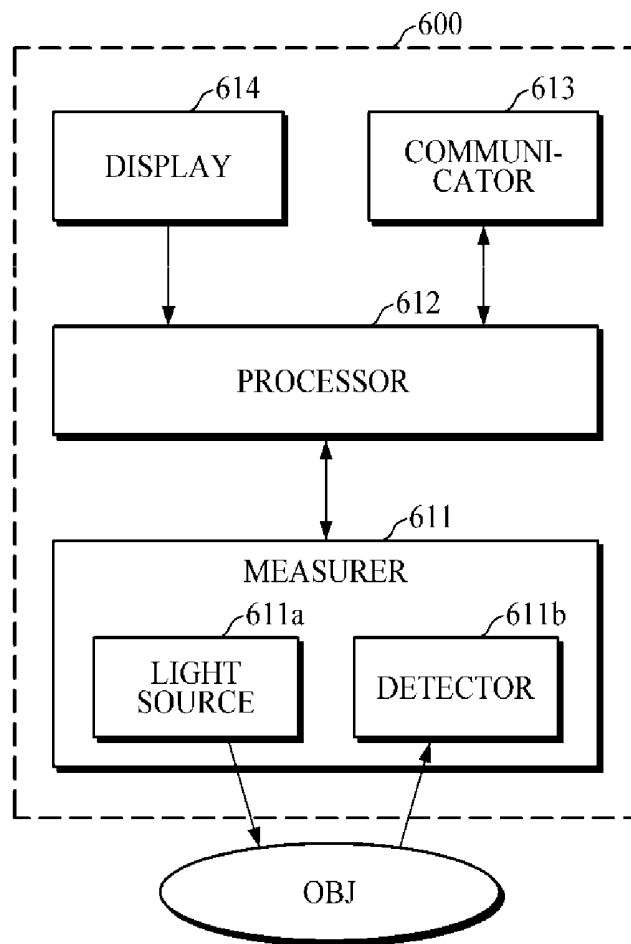 600
614
613
DISPLAY
COMMUNI-
CATOR
612
PROCESSOR
611
MEASURER
611a
611b
LIGHT
SOURCE
DETECTOR
OBJ